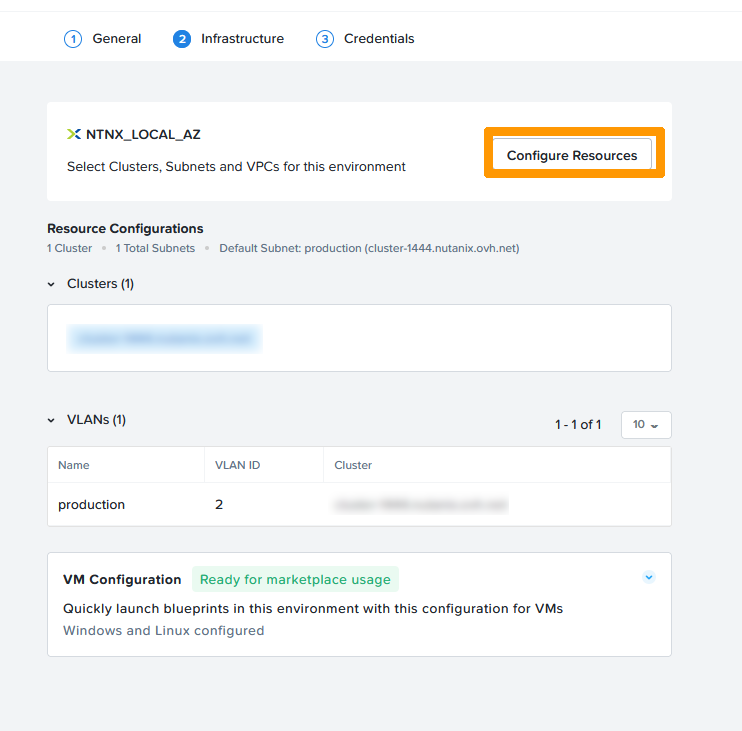 1 General 2 Infrastructure 3 Credentials
NTNX_LOCAL_AZ
Select Clusters, Subnets and VPCs for this environment
Configure Resources
Resource Configurations
1 Cluster 1 Total Subnets Default Subnet: production (cluster-1444.nutanix.ovh.net)
Clusters (1)
VLANs (1)
1 - 1 of 1 10
Name VLAN ID Cluster
production 2
VM Configuration Ready for marketplace usage
Quickly launch blueprints in this environment with this configuration for VMs
Windows and Linux configured